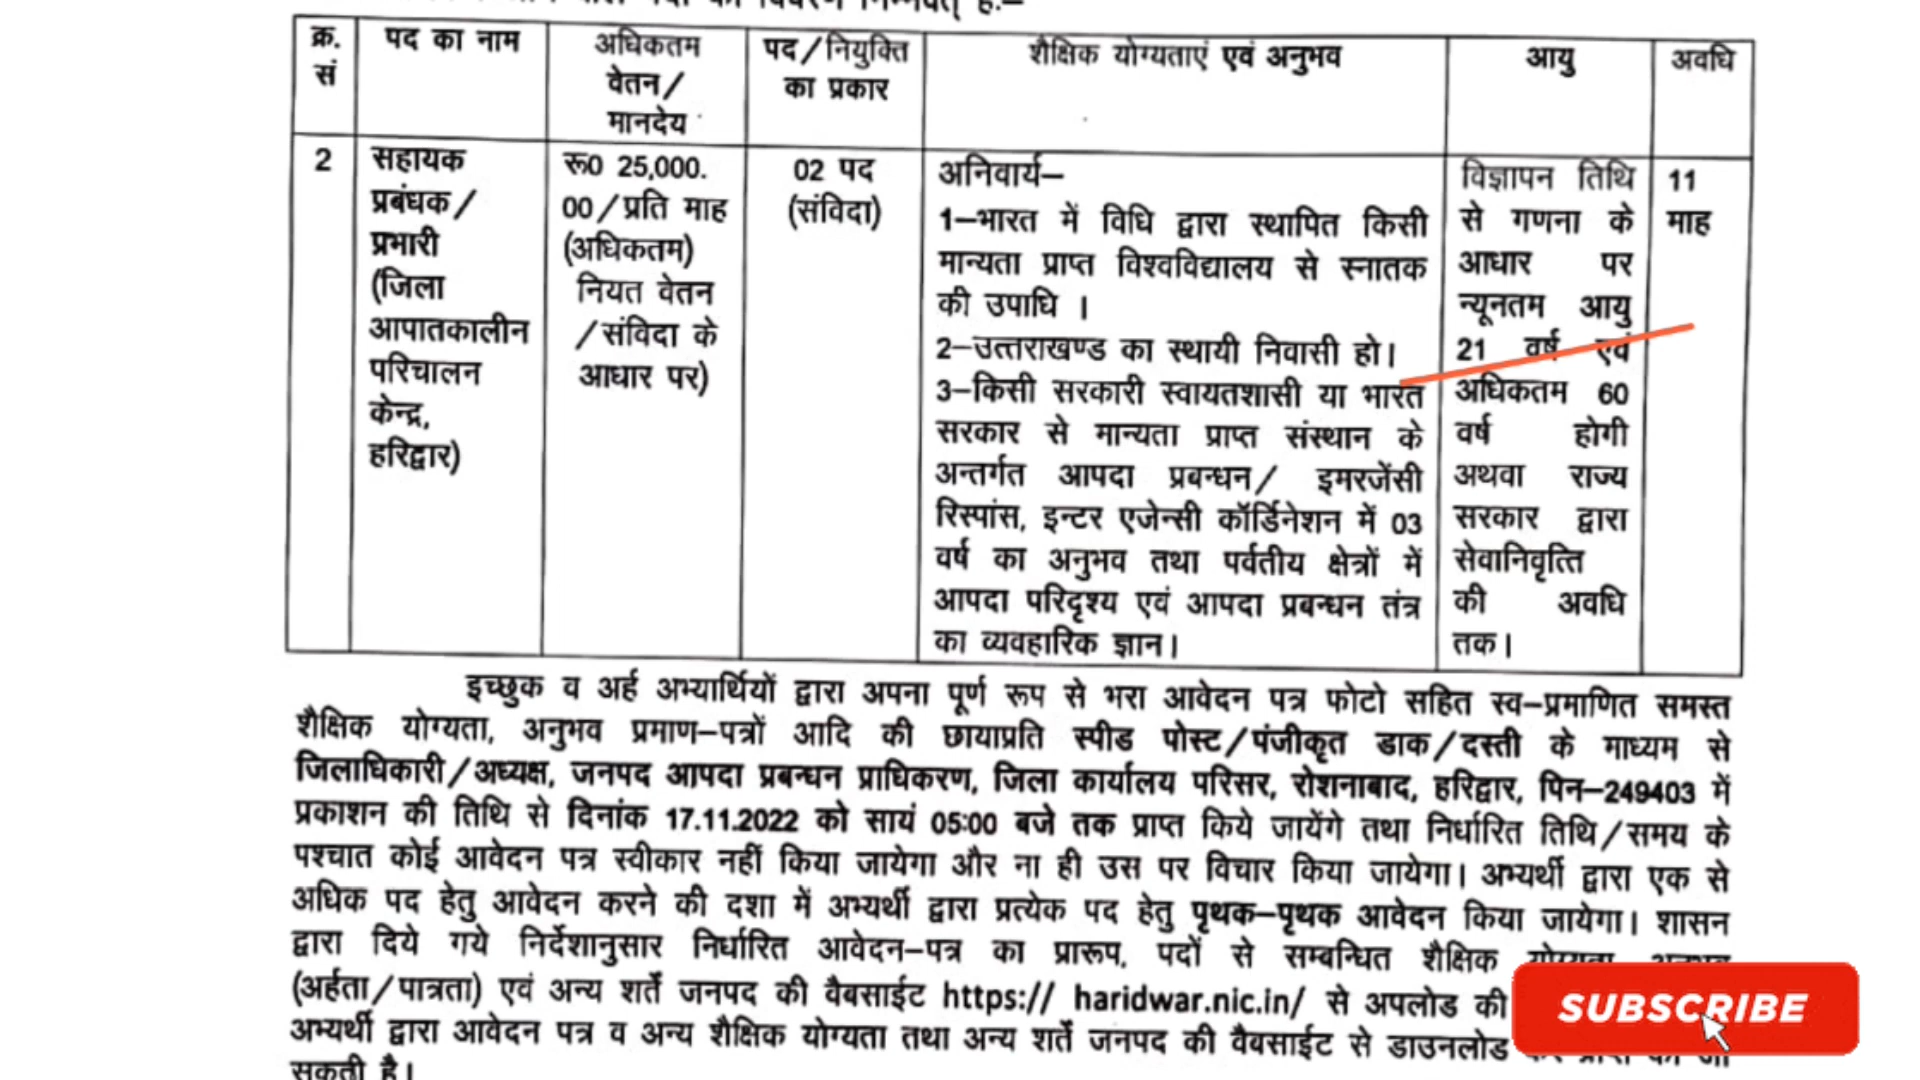 क्र. सं
पद का नाम
अधिकतम वेतन/ मानदेय
पद/नियुक्ति का प्रकार
शैक्षिक योग्यताएं एवं अनुभव
आयु
अवधि
2
सहायक
प्रबंधक/
प्रभारी
(जिला
आपातकालीन
परिचालन
केन्द्र,
हरिद्वार)
रू0 25,000.
00/प्रति माह
(अधिकतम)
नियत वेतन
/संविदा के
आधार पर)
02 पद
(संविदा)
अनिवार्य–
1–भारत में विधि द्वारा स्थापित किसी
मान्यता प्राप्त विश्वविद्यालय से स्नातक
की उपाधि ।
2–उत्तराखण्ड का स्थायी निवासी हो।
3–किसी सरकारी स्वायतशासी या भारत
सरकार से मान्यता प्राप्त संस्थान के
अन्तर्गत आपदा प्रबन्धन/ इमरजेंसी
रिस्पांस, इन्टर एजेन्सी कॉर्डिनेशन में 03
वर्ष का अनुभव तथा पर्वतीय क्षेत्रों में
आपदा परिदृश्य एवं आपदा प्रबन्धन तंत्र
का व्यवहारिक ज्ञान।
विज्ञापन तिथि
से गणना के
आधार पर
न्यूनतम आयु
21 वर्ष एवं
अधिकतम 60
वर्ष होगी
अथवा राज्य
सरकार द्वारा
सेवानिवृत्ति
की अवधि
तक।
11
माह
इच्छुक व अर्ह अभ्यार्थियों द्वारा अपना पूर्ण रूप से भरा आवेदन पत्र फोटो सहित स्व–प्रमाणित समस्त
शैक्षिक योग्यता, अनुभव प्रमाण–पत्रों आदि की छायाप्रति स्पीड पोस्ट/पंजीकृत डाक/दस्ती के माध्यम से
जिलाधिकारी/अध्यक्ष, जनपद आपदा प्रबन्धन प्राधिकरण, जिला कार्यालय परिसर, रोशनाबाद, हरिद्वार, पिन–249403 में
प्रकाशन की तिथि से दिनांक 17.11.2022 को सायं 05:00 बजे तक प्राप्त किये जायेंगे तथा निर्धारित तिथि/समय के
पश्चात कोई आवेदन पत्र स्वीकार नहीं किया जायेगा और ना ही उस पर विचार किया जायेगा। अभ्यर्थी द्वारा एक से
अधिक पद हेतु आवेदन करने की दशा में अभ्यर्थी द्वारा प्रत्येक पद हेतु पृथक–पृथक आवेदन किया जायेगा। शासन
द्वारा दिये गये निर्देशानुसार निर्धारित आवेदन–पत्र का प्रारूप, पदों से सम्बन्धित शैक्षिक
(अर्हता/पात्रता) एवं अन्य शर्ते जनपद की वैबसाईट https:// haridwar.nic.in/ से अपलोड की
अभ्यर्थी द्वारा आवेदन पत्र व अन्य शैक्षिक योग्यता तथा अन्य शर्ते जनपद की वैबसाईट से डाउनलोड
सकती है।
SUBSCRIBE